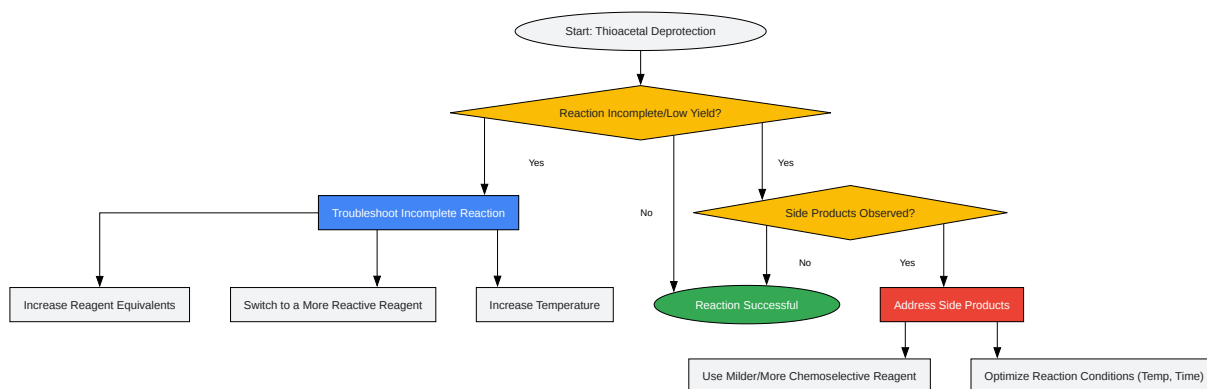 Start: Thioacetal Deprotection
Reaction Incomplete/Low Yield?
Yes
Yes
Troubleshoot Incomplete Reaction
No
Side Products Observed?
No
Yes
Increase Reagent Equivalents
Switch to a More Reactive Reagent
Increase Temperature
Reaction Successful
Address Side Products
Use Milder/More Chemoselective Reagent
Optimize Reaction Conditions (Temp, Time)